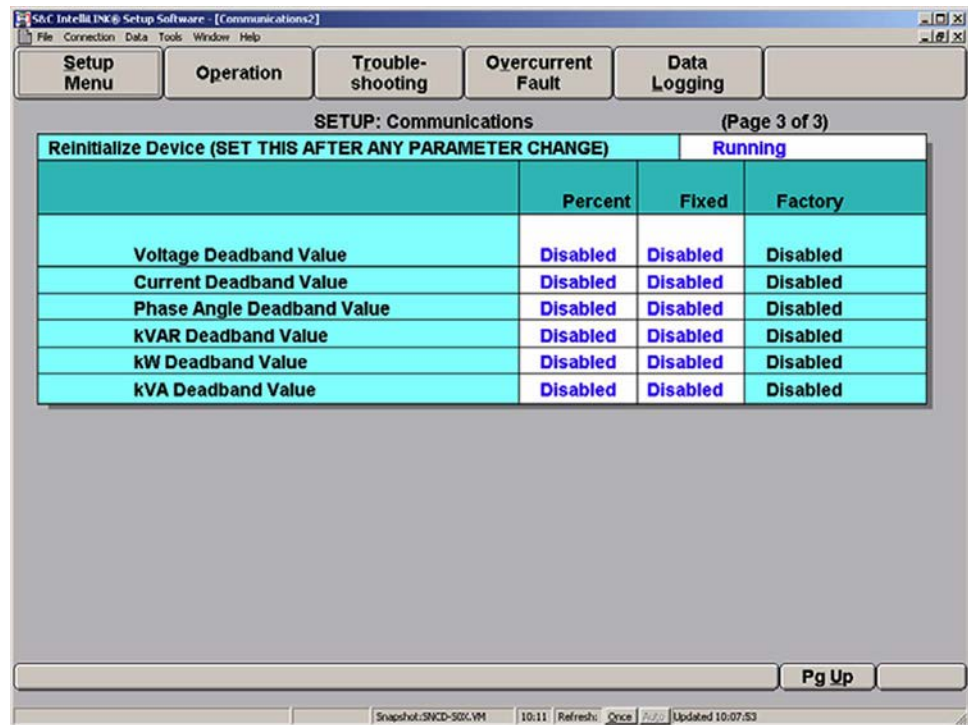 S&C IntelliLINK® Setup Software - [Communications2]
File Connection Data Tools Window Help
Setup Menu Operation Trouble-shooting Overcurrent Fault Data Logging
SETUP: Communications (Page 3 of 3)
Reinitialize Device (SET THIS AFTER ANY PARAMETER CHANGE) Running
Percent Fixed Factory
Voltage Deadband Value Disabled Disabled Disabled
Current Deadband Value Disabled Disabled Disabled
Phase Angle Deadband Value Disabled Disabled Disabled
kVAR Deadband Value Disabled Disabled Disabled
kW Deadband Value Disabled Disabled Disabled
kVA Deadband Value Disabled Disabled Disabled
Pg Up
Snapshot:SNCD-50X.VM 10:11 Refresh: Once Auto Updated 10:07:53